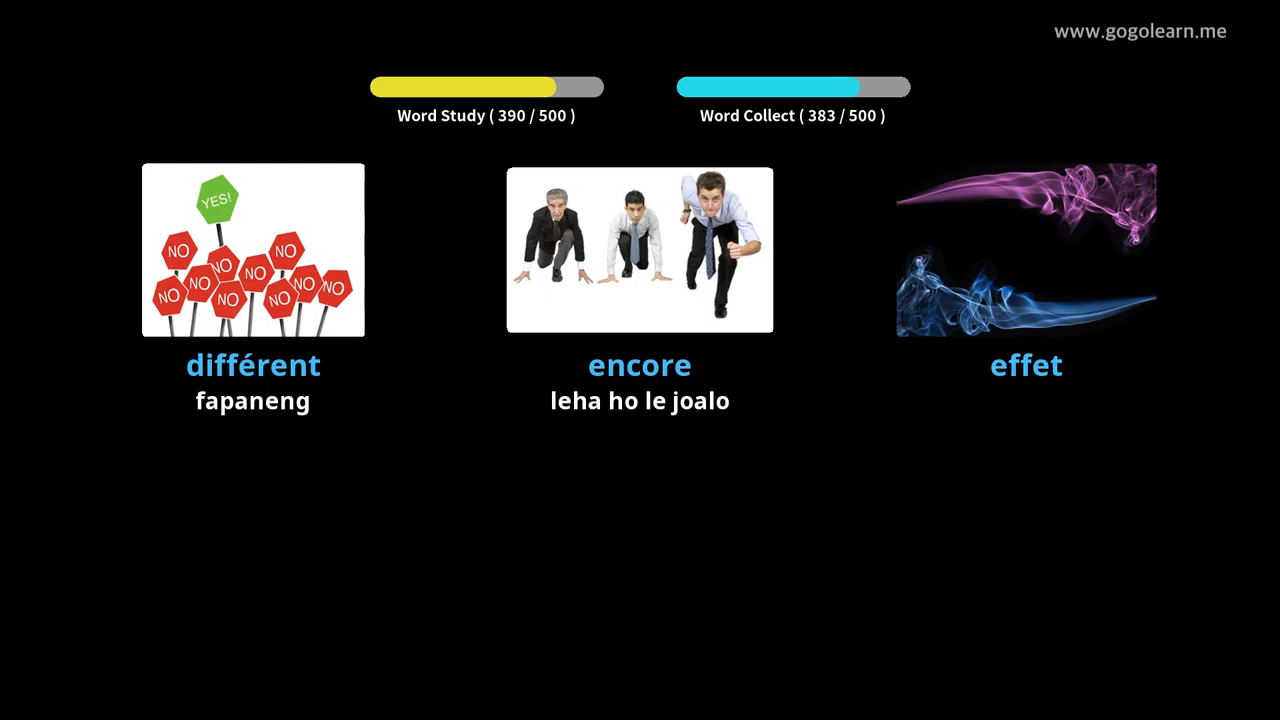 www.gogolearn.me
Word Study ( 390 / 500 )
Word Collect ( 383 / 500 )
YES!
NO
NO
NO
NO
NO
NO
NO
NO
NO
différent
encore
effet
fapaneng
leha ho le joalo